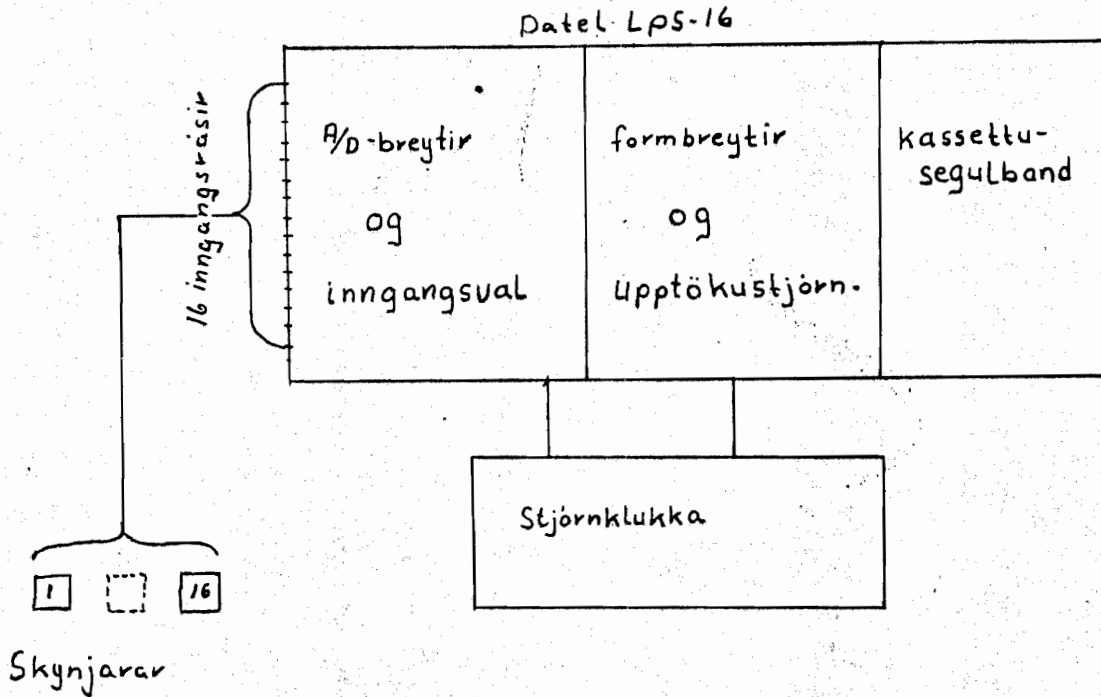 Datel LPS-16
16 inngangsrásir
A/D-breytir
og
inngangsval
formbreytir
og
upptökustjórn.
kassettu-
segulband
Stjórnklukka
1
16
Skynjarar